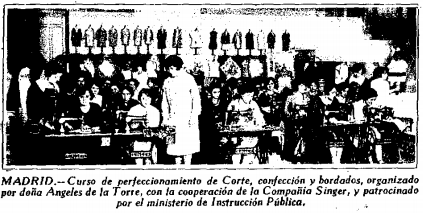 MADRID.—Curso de perfeccionamiento de Corte, confección y bordados, organizado
por doña Angeles de la Torre, con la cooperación de la Compañia Singer, y patrocinado
por el ministerio de Instrucción Pública.